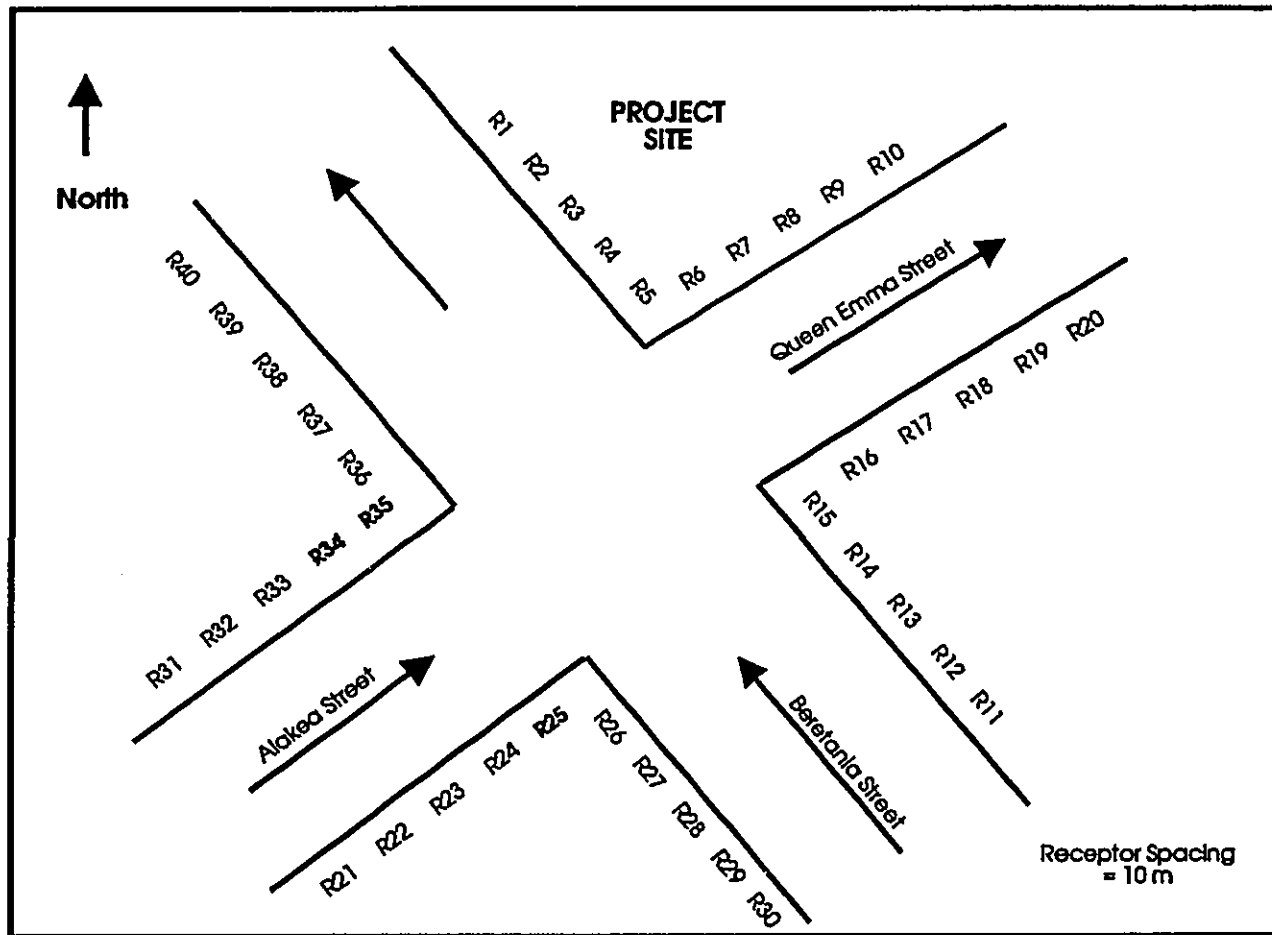 PROJECT
SITE
North
R1
R2
R3
R4
R5
R6
R7
R8
R9
R10
Queen Emma Street
R20
R19
R18
R17
R16
R15
R14
R13
R12
R11
R40
R39
R38
R37
R36
R35
R34
R33
R32
R31
Alakea Street
R21
R22
R23
R24
R25
R26
R27
R28
R29
R30
Beretania Street
Receptor Spacing
= 10 m